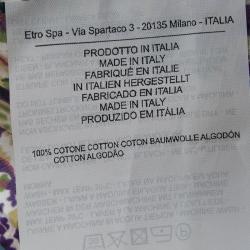 Etro Spa - Via Spartaco 3 - 20135 Milano - ITALIA
PRODOTTO IN ITALIA
MADE IN ITALY
FABRIQUÉ EN ITALIE
IN ITALIEN HERGESTELLT
FABRICADO EN ITALIA
MADE IN ITALY
PRODUZIDO EM ITÁLIA
100% COTONE COTTON COTON BAUMWOLLE ALGODÓN
COTTON ALGODÃO